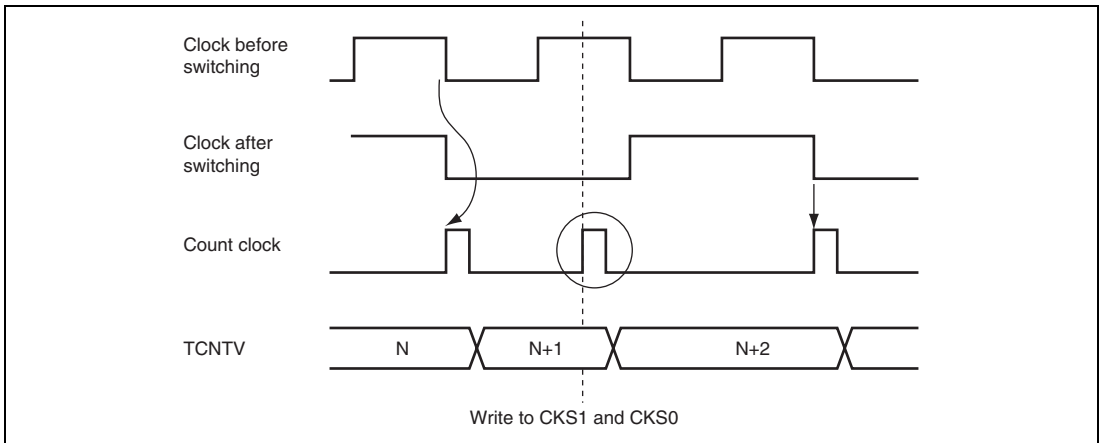 Clock before
switching
Clock after
switching
Count clock
TCNTV
N
N+1
N+2
Write to CKS1 and CKS0